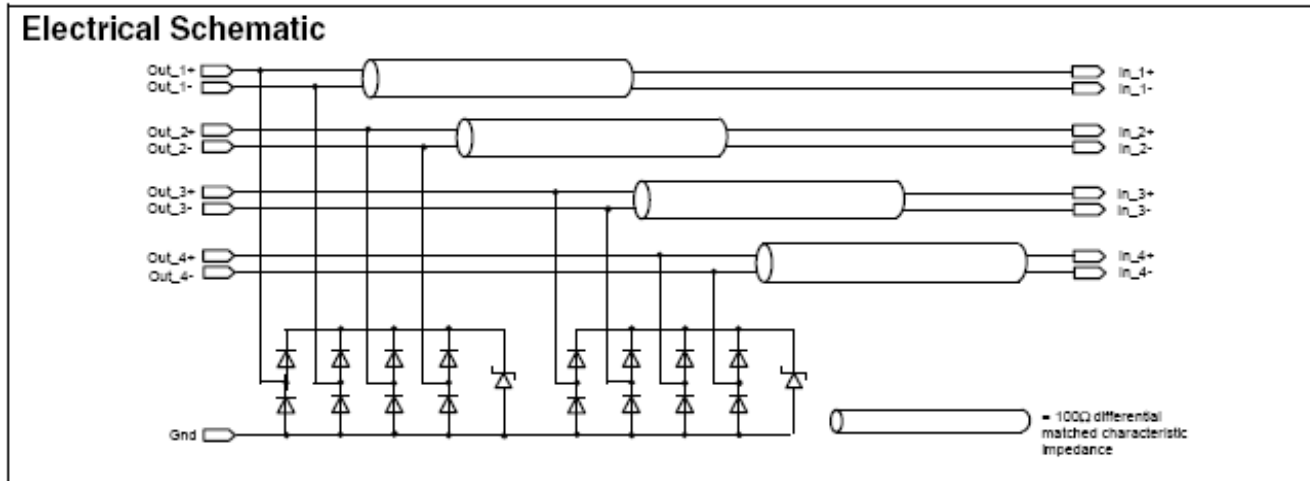 Electrical Schematic
Out_1+
Out_1-
In_1+
In_1-
Out_2+
Out_2-
In_2+
In_2-
Out_3+
Out_3-
In_3+
In_3-
Out_4+
Out_4-
In_4+
In_4-
Gnd
= 100Ω differential
matched characteristic
impedance